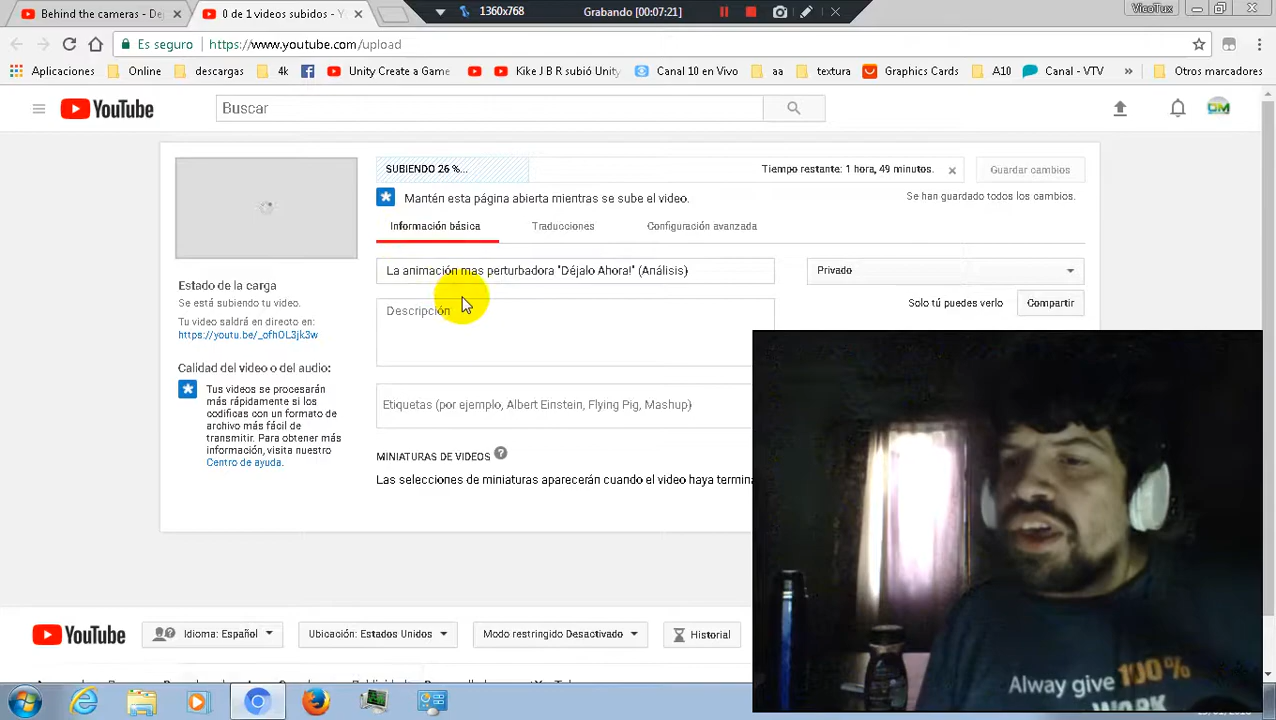 Behind the cameras - De
0 de 1 videos subidos - Y
1360x768
Grabando [00:07:21]
VicoTux
Es seguro
https://www.youtube.com/upload
Aplicaciones
Online
descargas
4k
Unity Create a Game
Kike J B R subió Unity
Canal 10 en Vivo
aa
textura
Graphics Cards
A10
Canal - VTV
»
Otros marcadores
YouTube
Buscar
SUBIENDO 26 %...
Tiempo restante: 1 hora, 49 minutos.
Guardar cambios
Mantén esta página abierta mientras se sube el video.
Se han guardado todos los cambios.
Información básica
Traducciones
Configuración avanzada
La animación mas perturbadora "Déjalo Ahora!" (Análisis)
Privado
Descripción
Solo tú puedes verlo
Compartir
Estado de la carga
Se está subiendo tu video.
Tu video saldrá en directo en:
https://youtu.be/_ofhOL3jk3w
Calidad del video o del audio:
Tus videos se procesarán
más rápidamente si los
codificas con un formato de
archivo más fácil de
transmitir. Para obtener más
información, visita nuestro
Centro de ayuda.
Etiquetas (por ejemplo, Albert Einstein, Flying Pig, Mashup)
MINIATURAS DE VIDEOS
Las selecciones de miniaturas aparecerán cuando el video haya termina
YouTube
Idioma: Español
Ubicación: Estados Unidos
Modo restringido Desactivado
Historial
Alway give 100%
WORK